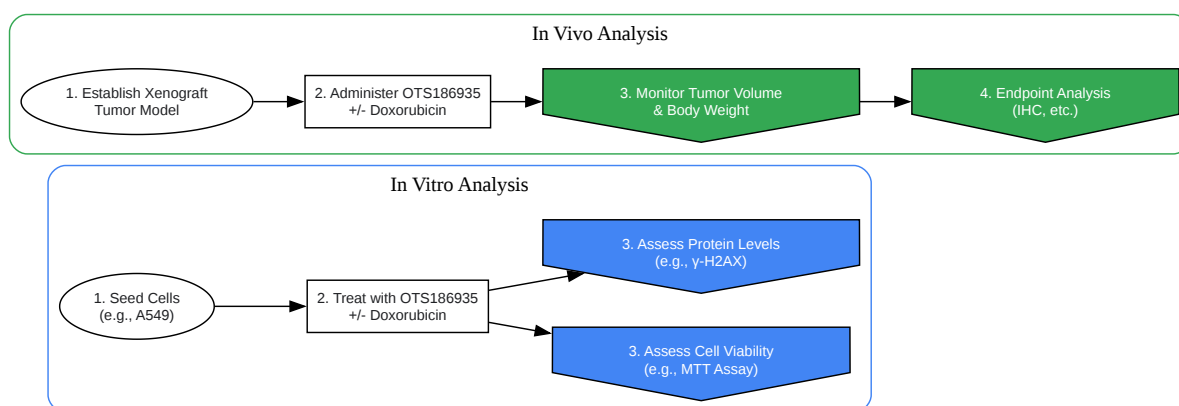 In Vivo Analysis
1. Establish Xenograft
Tumor Model
2. Administer OTS186935
+/- Doxorubicin
3. Monitor Tumor Volume
& Body Weight
4. Endpoint Analysis
(IHC, etc.)
In Vitro Analysis
1. Seed Cells
(e.g., A549)
2. Treat with OTS186935
+/- Doxorubicin
3. Assess Protein Levels
(e.g., γ-H2AX)
3. Assess Cell Viability
(e.g., MTT Assay)